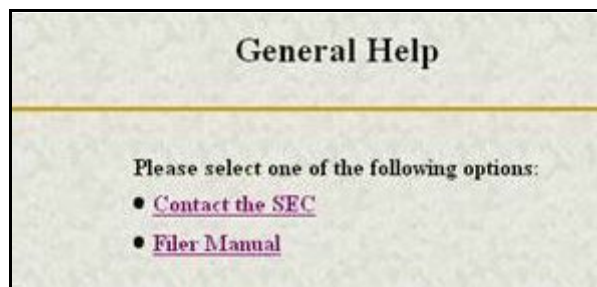 General Help
Please select one of the following options:
• Contact the SEC
• Filer Manual